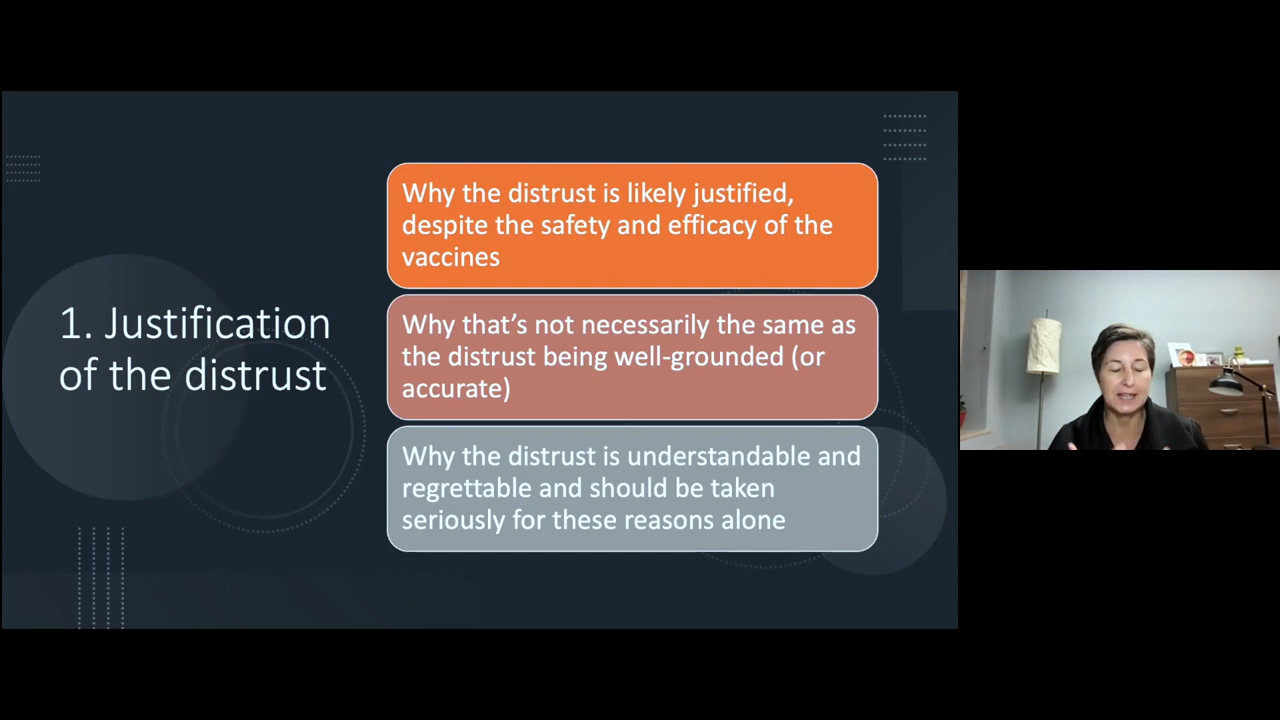 1. Justification
of the distrust
Why the distrust is likely justified,
despite the safety and efficacy of the
vaccines
Why that’s not necessarily the same as
the distrust being well-grounded (or
accurate)
Why the distrust is understandable and
regrettable and should be taken
seriously for these reasons alone